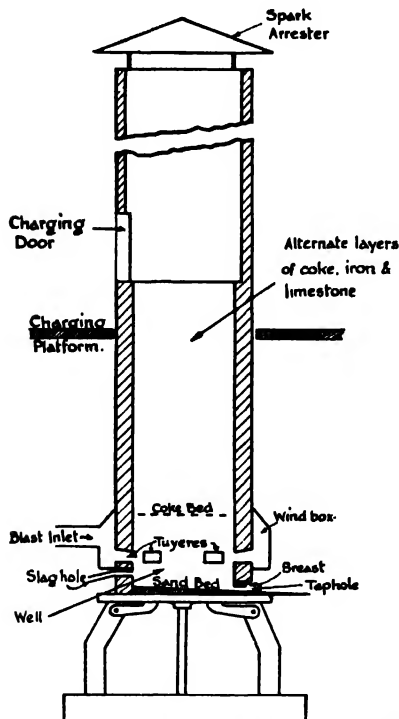 Spark
Arrester
Charging
Door
Alternate layers
of coke, iron &
limestone
Charging
Platform.
Coke Bed
Wind box.
Blast Inlet
Tuyeres
Slag hole
Sand Bed
Breast
Taphole
Well